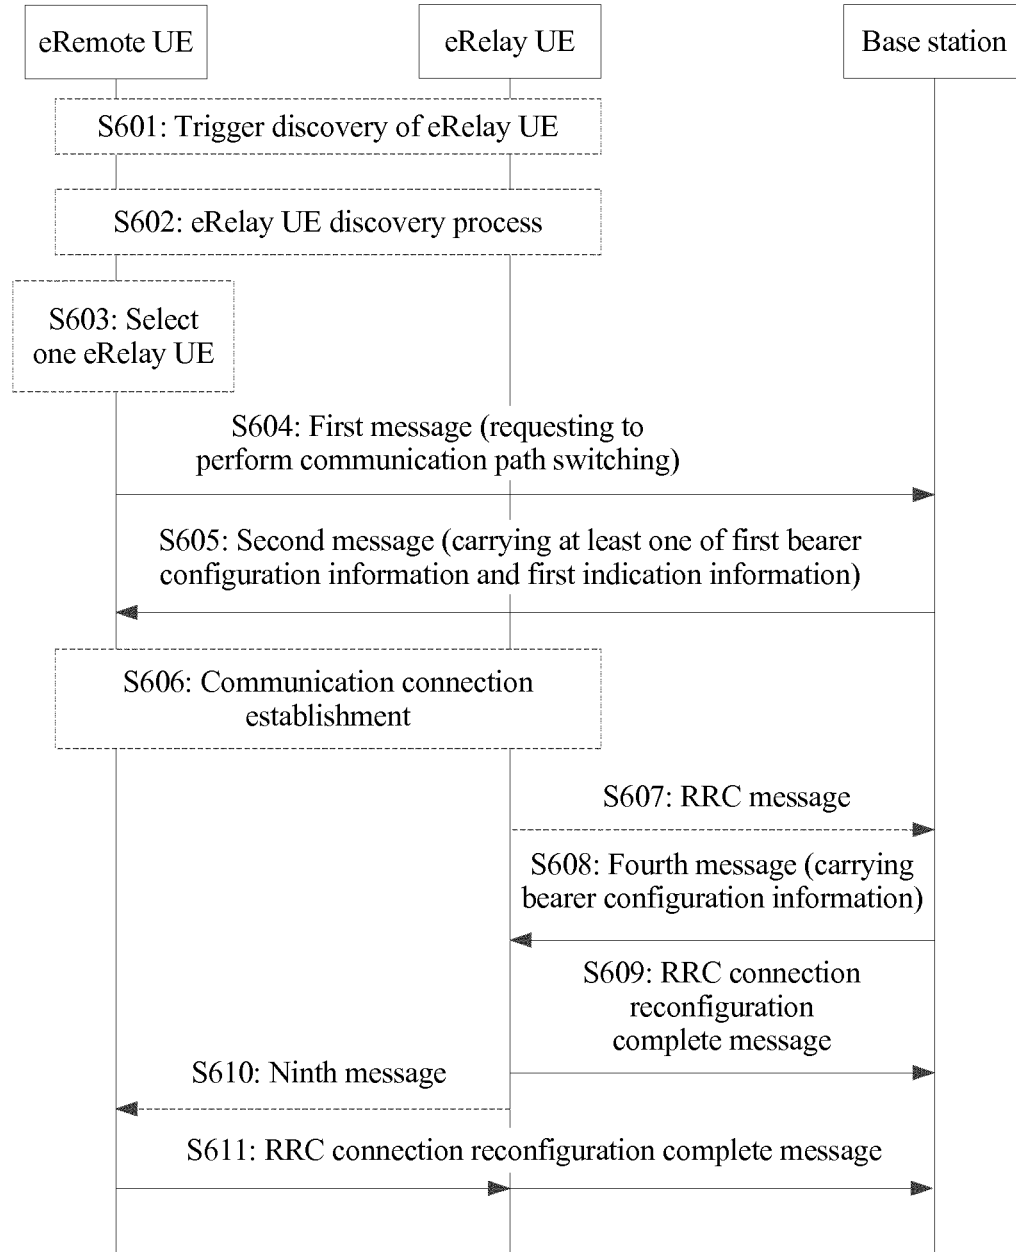 eRemote UE
eRelay UE
Base station
S601: Trigger discovery of eRelay UE
S602: eRelay UE discovery process
S603: Select
one eRelay UE
S604: First message (requesting to
perform communication path switching)
S605: Second message (carrying at least one of first bearer
configuration information and first indication information)
S606: Communication connection
establishment
S607: RRC message
S608: Fourth message (carrying
bearer configuration information)
S609: RRC connection
reconfiguration
complete message
S610: Ninth message
S611: RRC connection reconfiguration complete message